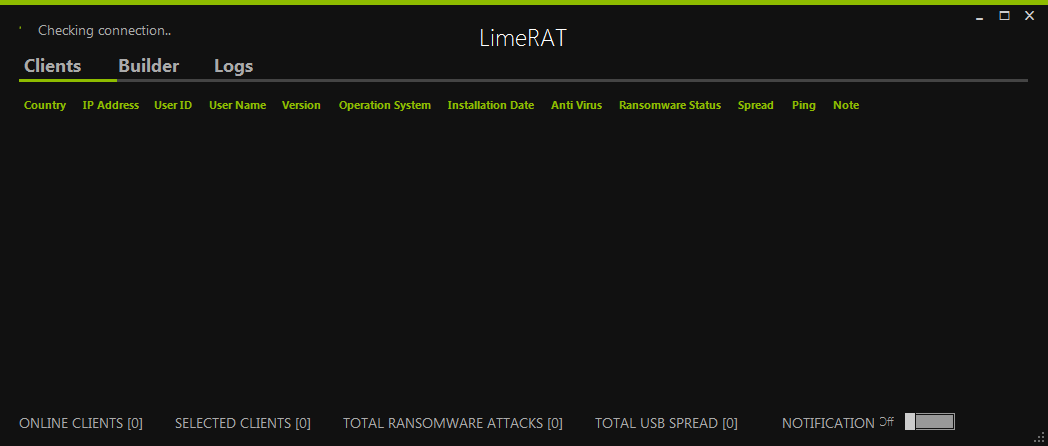 Checking connection..
LimeRAT
Clients Builder Logs
Country IP Address User ID User Name Version Operation System Installation Date Anti Virus Ransomware Status Spread Ping Note
ONLINE CLIENTS [0] SELECTED CLIENTS [0] TOTAL RANSOMWARE ATTACKS [0] TOTAL USB SPREAD [0] NOTIFICATION Off